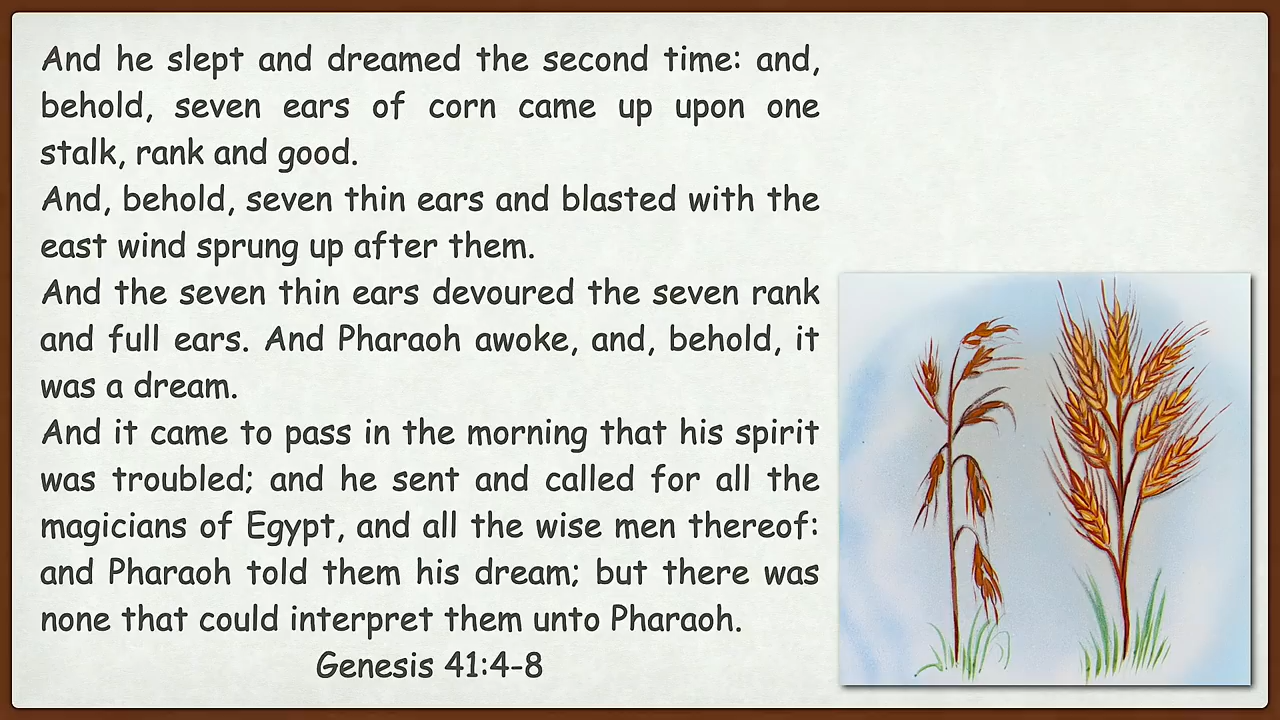 And he slept and dreamed the second time: and,
behold, seven ears of corn came up upon one
stalk, rank and good.
And, behold, seven thin ears and blasted with the
east wind sprung up after them.
And the seven thin ears devoured the seven rank
and full ears. And Pharaoh awoke, and, behold, it
was a dream.
And it came to pass in the morning that his spirit
was troubled; and he sent and called for all the
magicians of Egypt, and all the wise men thereof:
and Pharaoh told them his dream; but there was
none that could interpret them unto Pharaoh.
Genesis 41:4-8